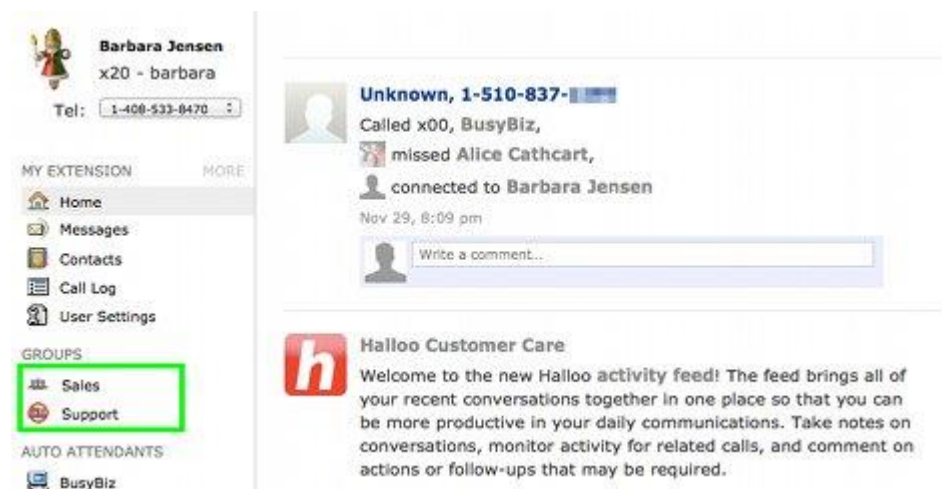 Barbara Jensen
x20 - barbara
Tel: 1-408-533-8470
MY EXTENSION MORE
Home
Messages
Contacts
Call Log
User Settings
GROUPS
Sales
Support
AUTO ATTENDANTS
BusyBiz
Unknown, 1-510-837-
Called x00, BusyBiz,
missed Alice Cathcart,
connected to Barbara Jensen
Nov 29, 8:09 pm
Write a comment...
h
Halloo Customer Care
Welcome to the new Halloo activity feed! The feed brings all of
your recent conversations together in one place so that you can
be more productive in your daily communications. Take notes on
conversations, monitor activity for related calls, and comment on
actions or follow-ups that may be required.